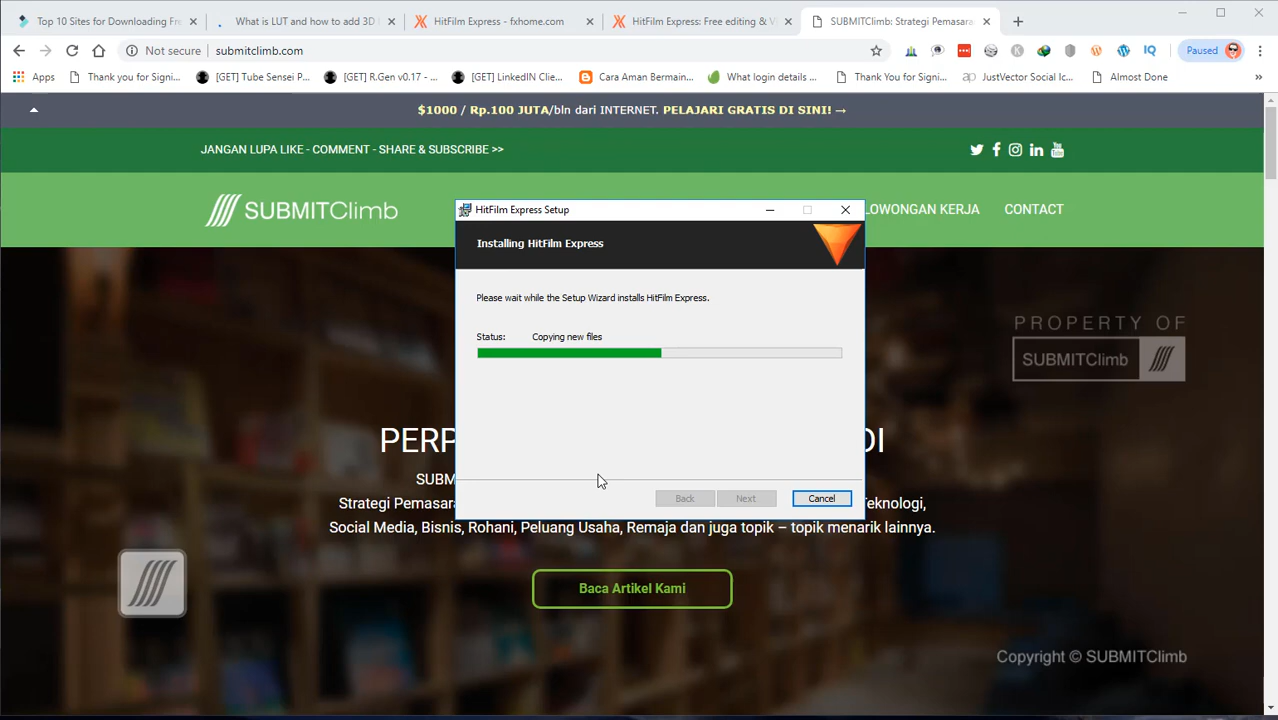 Top 10 Sites for Downloading Fr
What is LUT and how to add 3D
HitFilm Express - fxhome.com
HitFilm Express: Free editing & V
SUBMITClimb: Strategi Pemasara
Not secure
submitclimb.com
IQ
Paused
Apps
Thank you for Signi...
[GET] Tube Sensei P...
[GET] R.Gen v0.17 - ...
[GET] LinkedIN Clie...
Cara Aman Bermain...
What login details ...
Thank You for Signi...
ap JustVector Social Ic...
Almost Done
»
$1000 / Rp.100 JUTA/bln dari INTERNET. PELAJARI GRATIS DI SINI! →
JANGAN LUPA LIKE - COMMENT - SHARE & SUBSCRIBE >>
SUBMITClimb
LOWONGAN KERJA
CONTACT
HitFilm Express Setup
Installing HitFilm Express
Please wait while the Setup Wizard installs HitFilm Express.
Status: Copying new files
Back
Next
Cancel
PROPERTY OF
SUBMITClimb
PERP
DI
SUBM
Strategi Pemasar
Teknologi,
Social Media, Bisnis, Rohani, Peluang Usaha, Remaja dan juga topik – topik menarik lainnya.
Baca Artikel Kami
Copyright © SUBMITClimb